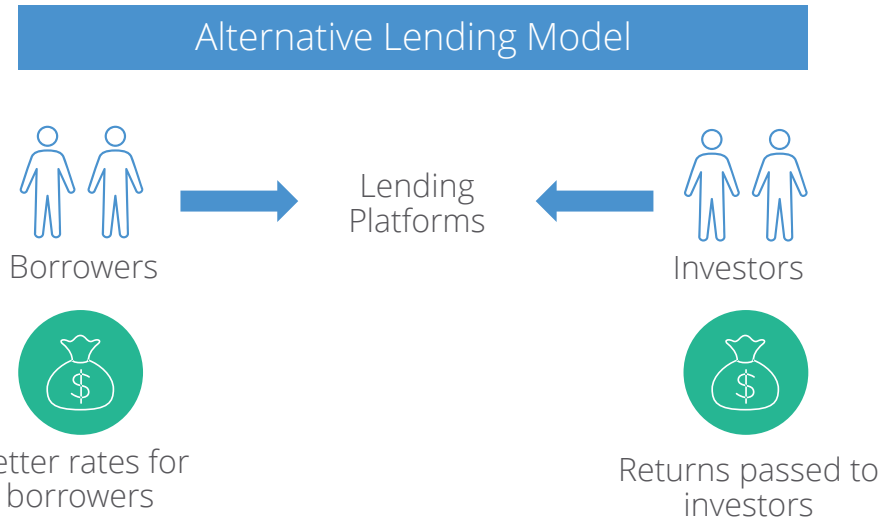 Alternative Lending Model
Lending
Platforms
Borrowers
Investors
$
$
etter rates for
borrowers
Returns passed to
investors